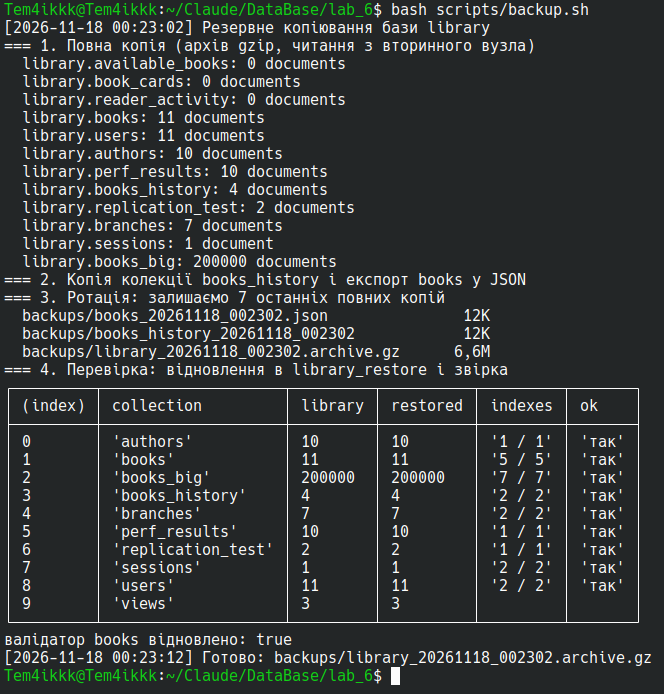 Tem4ikkk@Tem4ikkk:~/Claude/DataBase/lab_6$ bash scripts/backup.sh
[2026-11-18 00:23:02] Резервне копіювання бази library
=== 1. Повна копія (архів gzip, читання з вторинного вузла)
library.available_books: 0 documents
library.book_cards: 0 documents
library.reader_activity: 0 documents
library.books: 11 documents
library.users: 11 documents
library.authors: 10 documents
library.perf_results: 10 documents
library.books_history: 4 documents
library.replication_test: 2 documents
library.branches: 7 documents
library.sessions: 1 document
library.books_big: 200000 documents
=== 2. Копія колекції books_history і експорт books у JSON
=== 3. Ротація: залишаємо 7 останніх повних копій
backups/books_20261118_002302.json 12K
backups/books_history_20261118_002302 12K
backups/library_20261118_002302.archive.gz 6,6M
=== 4. Перевірка: відновлення в library_restore і звірка
(index) collection library restored indexes ok
0 'authors' 10 10 '1 / 1' 'так'
1 'books' 11 11 '5 / 5' 'так'
2 'books_big' 200000 200000 '7 / 7' 'так'
3 'books_history' 4 4 '2 / 2' 'так'
4 'branches' 7 7 '2 / 2' 'так'
5 'perf_results' 10 10 '1 / 1' 'так'
6 'replication_test' 2 2 '1 / 1' 'так'
7 'sessions' 1 1 '2 / 2' 'так'
8 'users' 11 11 '2 / 2' 'так'
9 'views' 3 3
валідатор books відновлено: true
[2026-11-18 00:23:12] Готово: backups/library_20261118_002302.archive.gz
Tem4ikkk@Tem4ikkk:~/Claude/DataBase/lab_6$